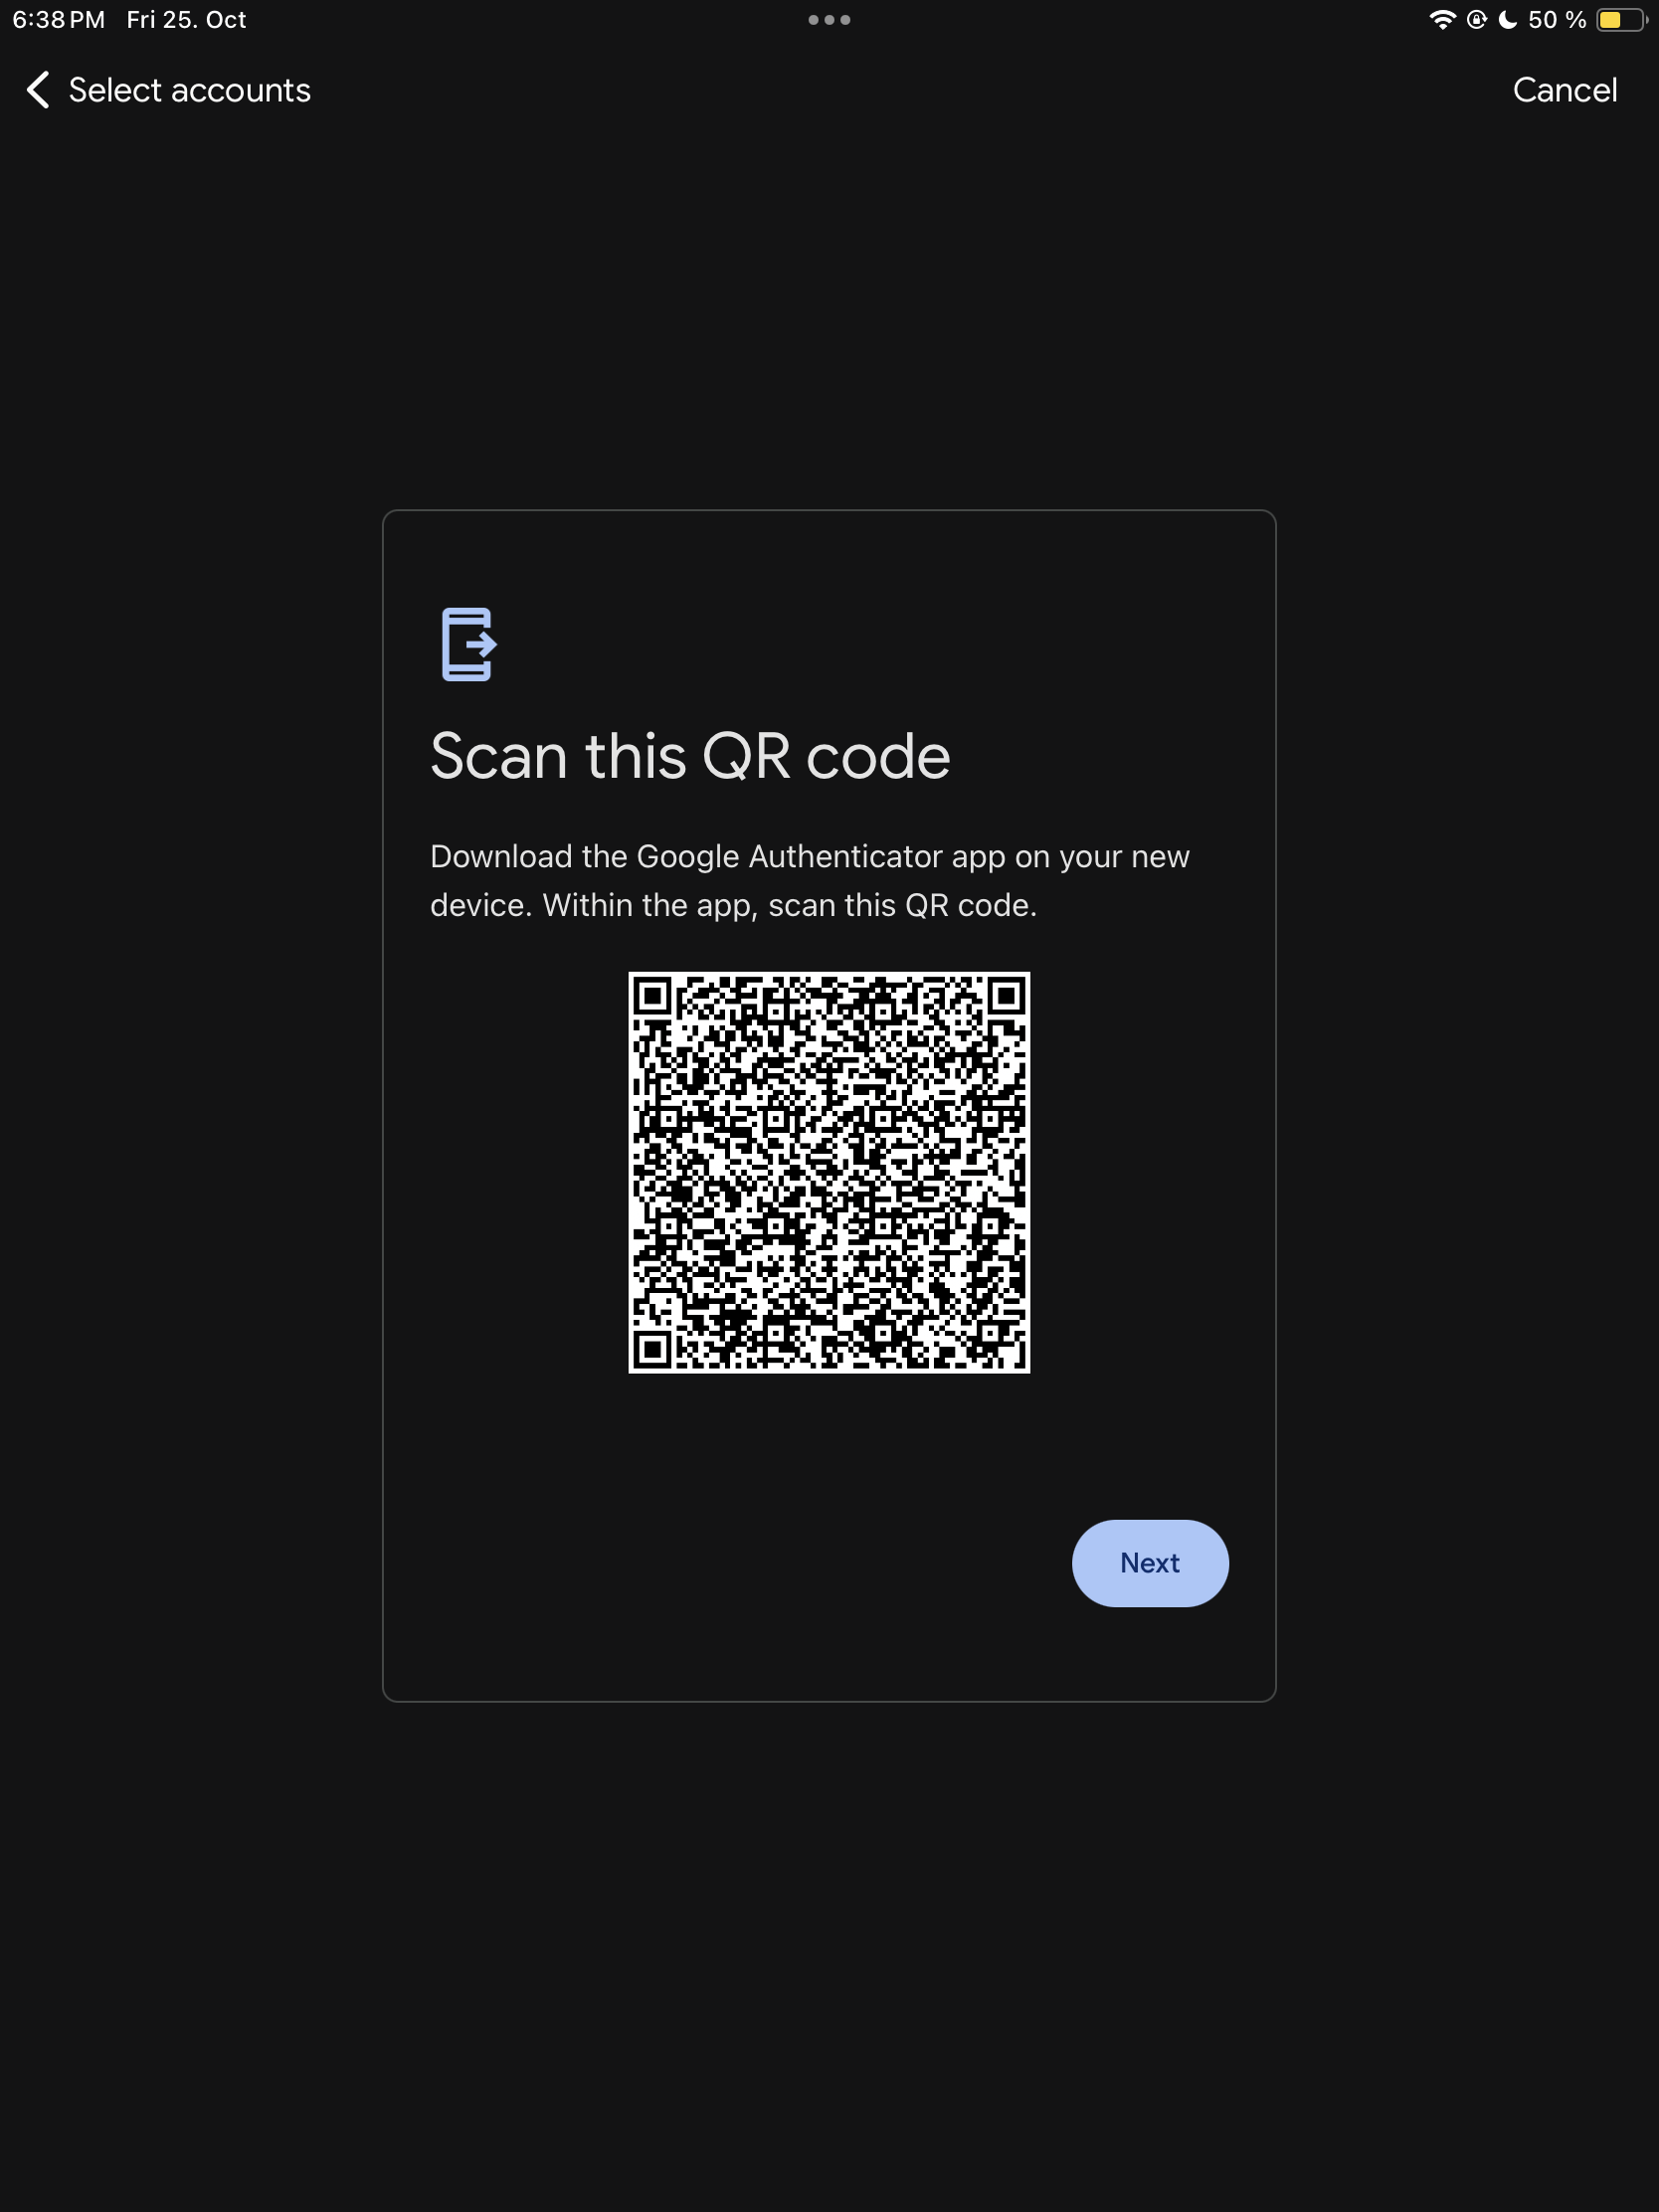 6:38 PM Fri 25. Oct
50 %
Select accounts
Cancel
Scan this QR code
Download the Google Authenticator app on your new
device. Within the app, scan this QR code.
Next